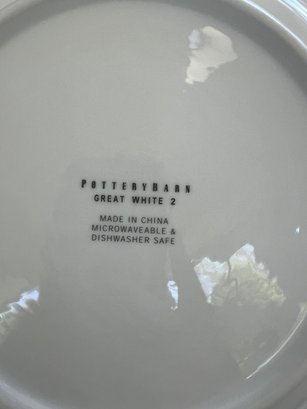 POTTERYBARN
GREAT WHITE 2
MADE IN CHINA
MICROWAVEABLE &
DISHWASHER SAFE